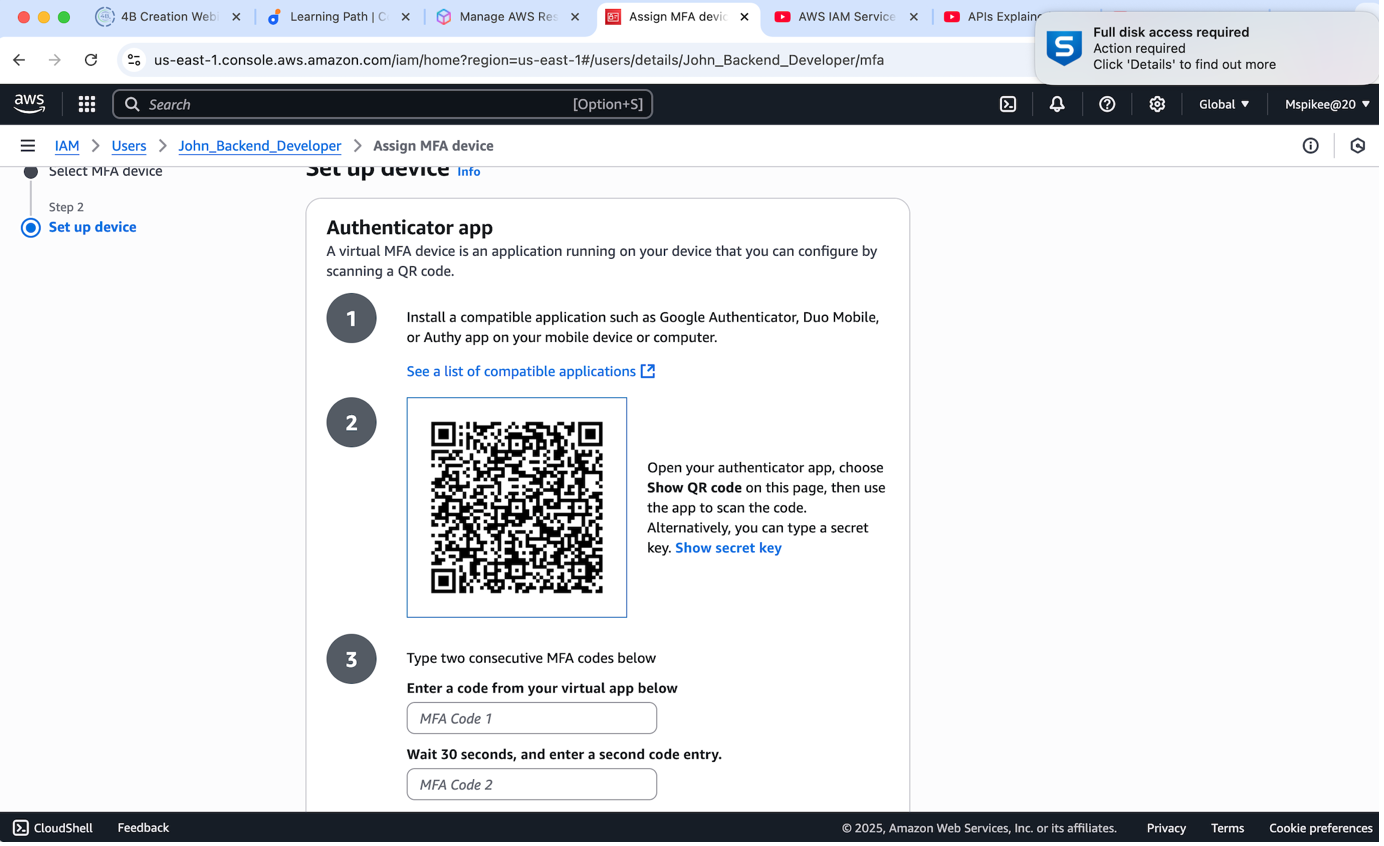 4B Creation Web
Learning Path | C
Manage AWS Res
Assign MFA devic
AWS IAM Service
APIs Explaine
Full disk access required
Action required
Click 'Details' to find out more
us-east-1.console.aws.amazon.com/iam/home?region=us-east-1#/users/details/John_Backend_Developer/mfa
aws
Search
[Option+S]
Global
Mspikee@20
IAM
Users
John_Backend_Developer
Assign MFA device
Select MFA device
Step 2
Set up device
Set up device Info
Authenticator app
A virtual MFA device is an application running on your device that you can configure by
scanning a QR code.
1
Install a compatible application such as Google Authenticator, Duo Mobile,
or Authy app on your mobile device or computer.
See a list of compatible applications
2
Open your authenticator app, choose
Show QR code on this page, then use
the app to scan the code.
Alternatively, you can type a secret
key. Show secret key
3
Type two consecutive MFA codes below
Enter a code from your virtual app below
MFA Code 1
Wait 30 seconds, and enter a second code entry.
MFA Code 2
CloudShell
Feedback
© 2025, Amazon Web Services, Inc. or its affiliates.
Privacy
Terms
Cookie preferences